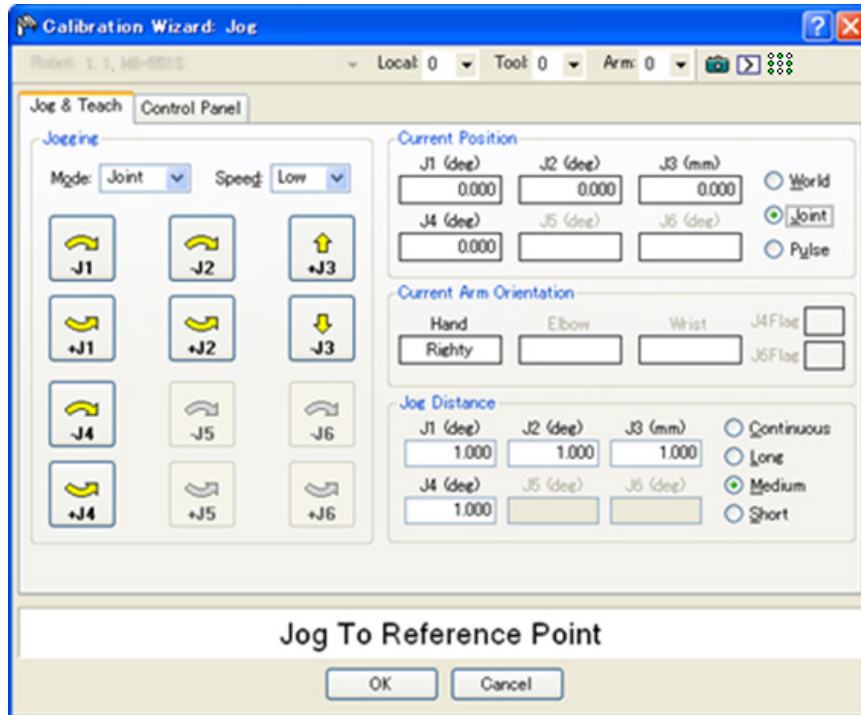 Calibration Wizard: Jog
Local: 0 Tool: 0 Arm: 0
Jog & Teach Control Panel
Jogging
Mode: Joint Speed: Low
-J1 -J2 +J3
+J1 +J2 -J3
-J4 -J5 -J6
+J4 +J5 +J6
Current Position
J1 (deg) J2 (deg) J3 (mm)
0.000 0.000 0.000
J4 (deg) J5 (deg) J6 (deg)
0.000
World
Joint
Pulse
Current Arm Orientation
Hand Elbow Wrist
Righty
J4Flag
J6Flag
Jog Distance
J1 (deg) J2 (deg) J3 (mm)
1.000 1.000 1.000
J4 (deg) J5 (deg) J6 (deg)
1.000
Continuous
Long
Medium
Short
Jog To Reference Point
OK Cancel